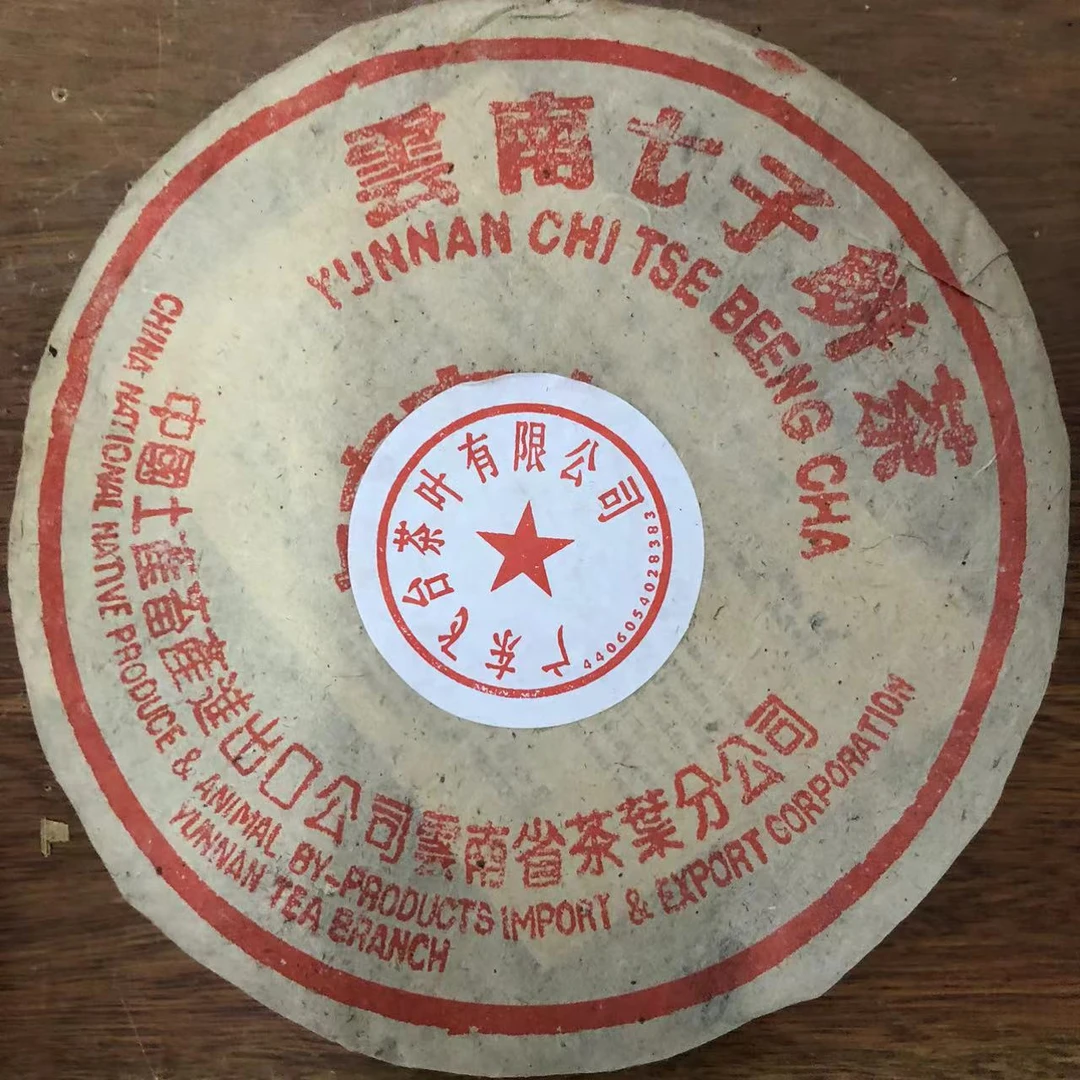 雲南七子餅茶
YUNNAN CHI TSE BEENG CHA
广东飞台茶叶有限公司
4406054028383
中國土產畜產進出口公司雲南省茶葉分公司
CHINA NATIONAL NATIVE PRODUCE & ANIMAL BY-PRODUCTS IMPORT & EXPORT CORPORATION
YUNNAN TEA BRANCH